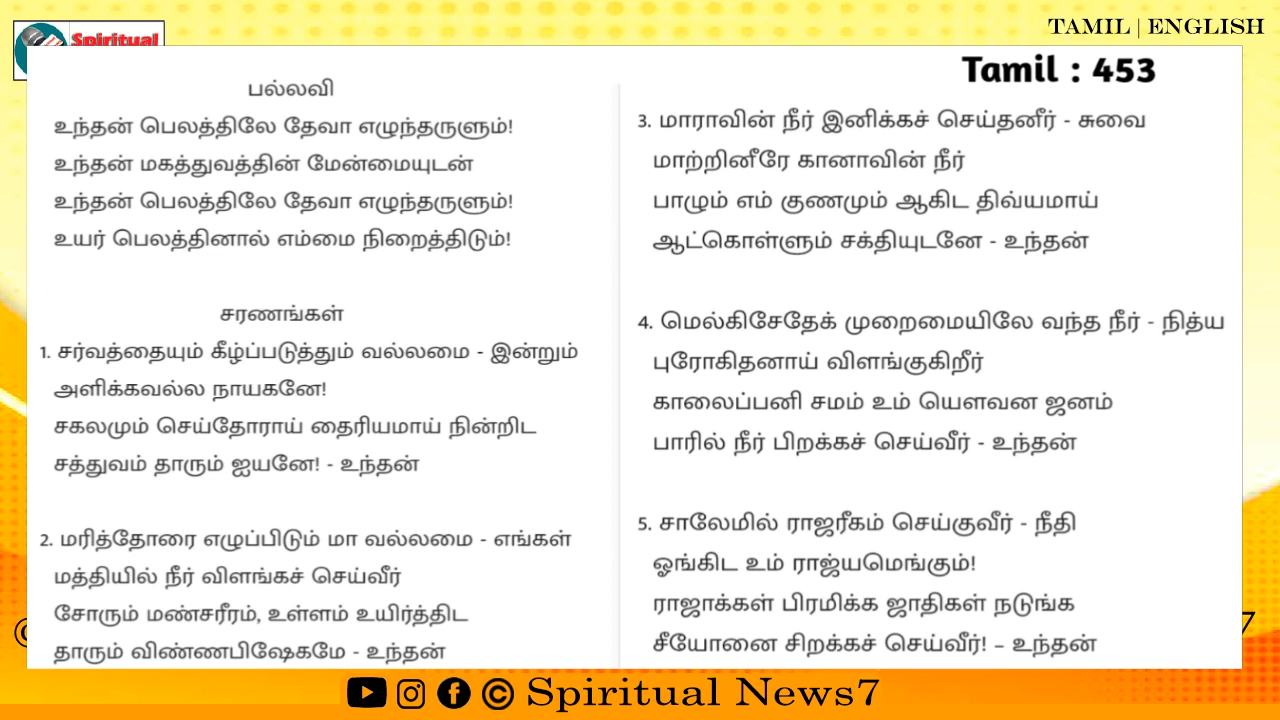 Spiritual
TAMIL | ENGLISH
Tamil : 453
பல்லவி
உந்தன் பெலத்திலே தேவா எழுந்தருளும்!
உந்தன் மகத்துவத்தின் மேன்மையுடன்
உந்தன் பெலத்திலே தேவா எழுந்தருளும்!
உயர் பெலத்தினால் எம்மை நிறைத்திடும்!
சரணங்கள்
1. சர்வத்தையும் கீழ்ப்படுத்தும் வல்லமை - இன்றும்
அளிக்கவல்ல நாயகனே!
சகலமும் செய்தோராய் தைரியமாய் நின்றிட
சத்துவம் தாரும் ஐயனே! - உந்தன்
2. மரித்தோரை எழுப்பிடும் மா வல்லமை - எங்கள்
மத்தியில் நீர் விளங்கச் செய்வீர்
சோரும் மண்சரீரம், உள்ளம் உயிர்த்திட
தாரும் விண்ணபிஷேகமே - உந்தன்
3. மாராவின் நீர் இனிக்கச் செய்தனீர் - சுவை
மாற்றினீரே கானாவின் நீர்
பாழும் எம் குணமும் ஆகிட திவ்யமாய்
ஆட்கொள்ளும் சக்தியுடனே - உந்தன்
4. மெல்கிசேதேக் முறைமையிலே வந்த நீர் - நித்ய
புரோகிதனாய் விளங்குகிறீர்
காலைப்பனி சமம் உம் யௌவன ஜனம்
பாரில் நீர் பிறக்கச் செய்வீர் - உந்தன்
5. சாலேமில் ராஜரீகம் செய்குவீர் - நீதி
ஓங்கிட உம் ராஜ்யமெங்கும்!
ராஜாக்கள் பிரமிக்க ஜாதிகள் நடுங்க
சீயோனை சிறக்கச் செய்வீர்! – உந்தன்
© Spiritual News7